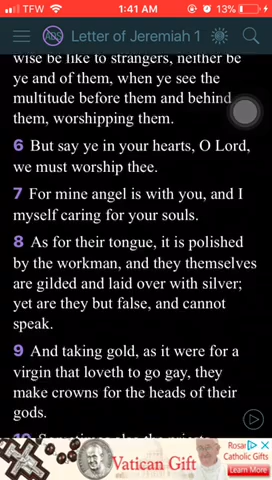 TFW 1:41 AM 13%
ADS Letter of Jeremiah 1
wise be like to strangers, neither be
ye and of them, when ye see the
multitude before them and behind
them, worshipping them.
6 But say ye in your hearts, O Lord,
we must worship thee.
7 For mine angel is with you, and I
myself caring for your souls.
8 As for their tongue, it is polished
by the workman, and they themselves
are gilded and laid over with silver;
yet are they but false, and cannot
speak.
9 And taking gold, as it were for a
virgin that loveth to go gay, they
make crowns for the heads of their
gods.
Vatican Gift
Rosar
Catholic Gifts
Learn More